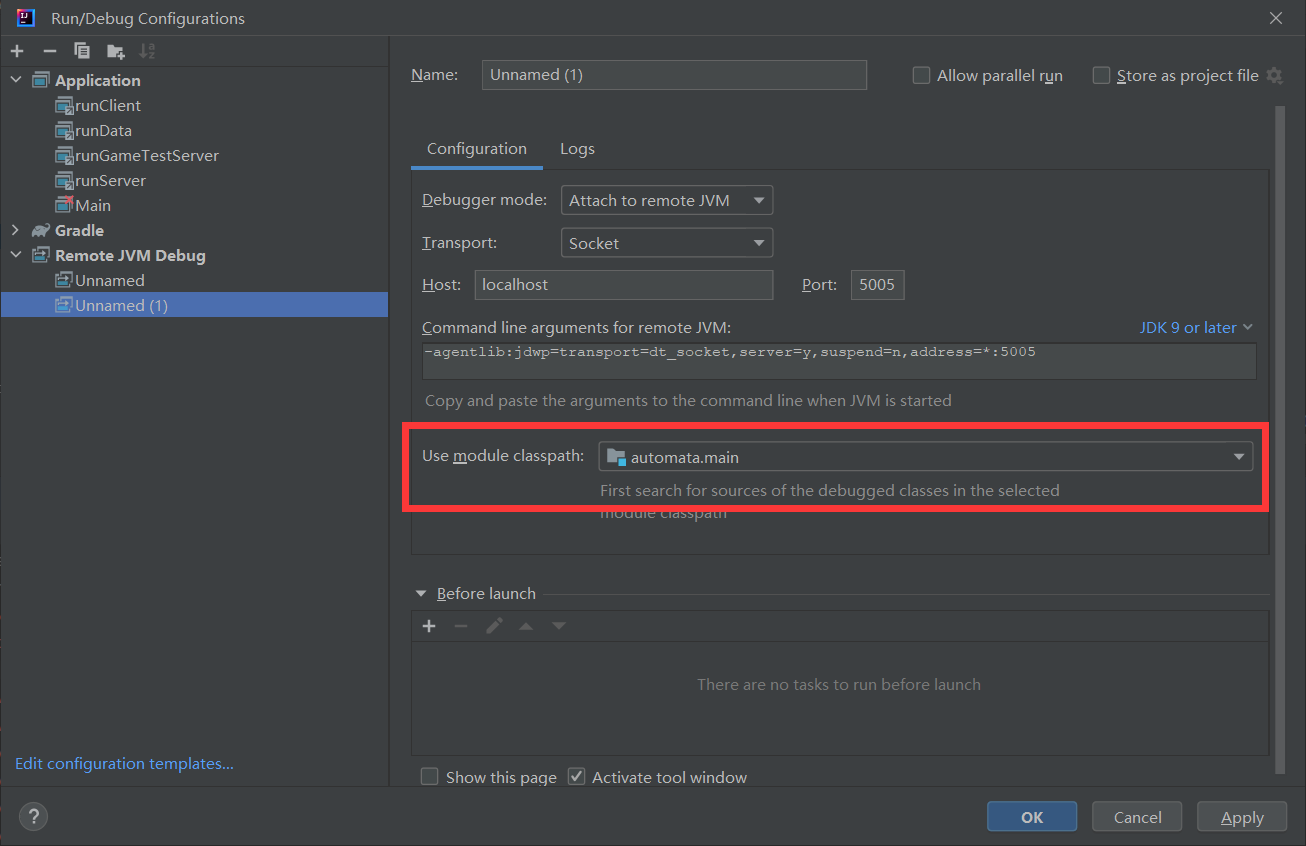 Run/Debug Configurations
Application
runClient
runData
runGameTestServer
runServer
Main
Gradle
Remote JVM Debug
Unnamed
Unnamed (1)
Edit configuration templates...
?
Name: Unnamed (1) Allow parallel run Store as project file
Configuration Logs
Debugger mode: Attach to remote JVM
Transport: Socket
Host: localhost Port: 5005
Command line arguments for remote JVM: JDK 9 or later
-agentlib:jdwp=transport=dt_socket,server=y,suspend=n,address=*:5005
Copy and paste the arguments to the command line when JVM is started
Use module classpath: automata.main
First search for sources of the debugged classes in the selected
module classpath
Before launch
There are no tasks to run before launch
Show this page Activate tool window
OK Cancel Apply